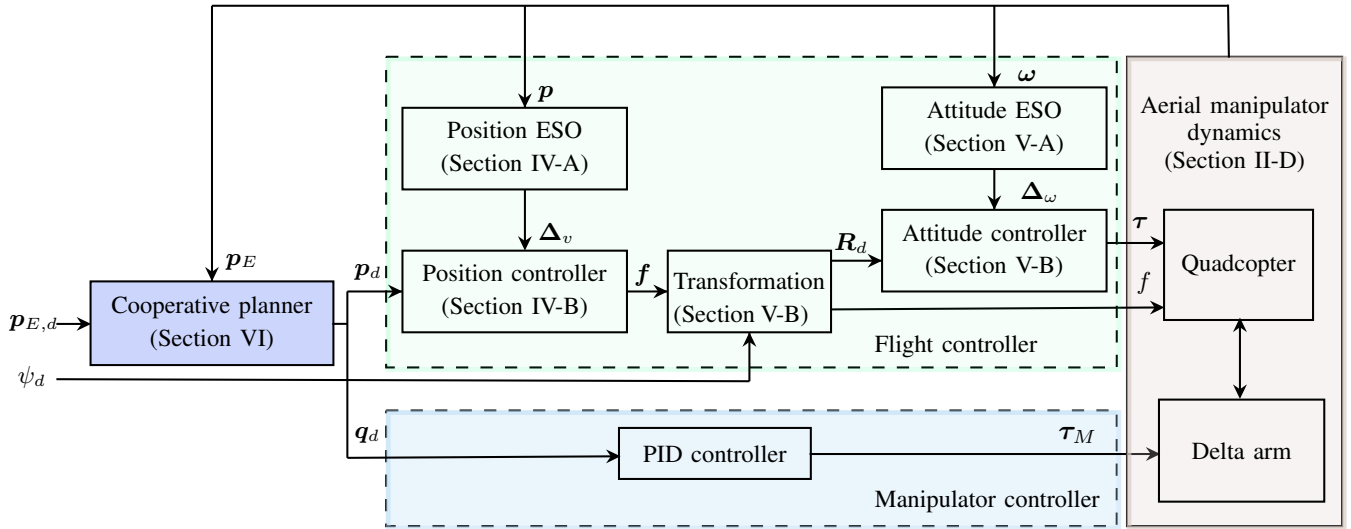 p
ω
Position ESO
(Section IV-A)
Attitude ESO
(Section V-A)
Aerial manipulator
dynamics
(Section II-D)
Δ_v
Δ_ω
p_E
p_d
Position controller
(Section IV-B)
f
Transformation
(Section V-B)
R_d
Attitude controller
(Section V-B)
τ
f
Quadcopter
p_{E,d}
Cooperative planner
(Section VI)
Flight controller
ψ_d
q_d
PID controller
τ_M
Delta arm
Manipulator controller